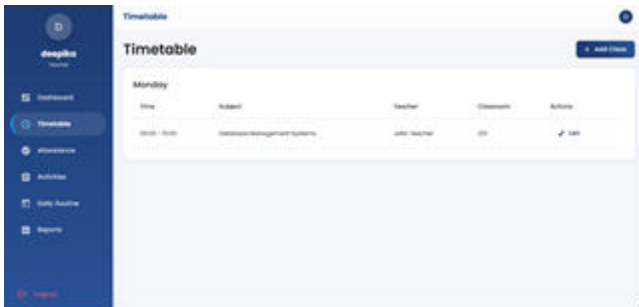 D
deepika
Teacher
Dashboard
Timetable
Attendance
Activities
Daily Routine
Reports
Logout
Timetable
D
Timetable
+ Add Class
Monday
Time Subject Teacher Classroom Actions
Database Management Systems John Teacher Edit